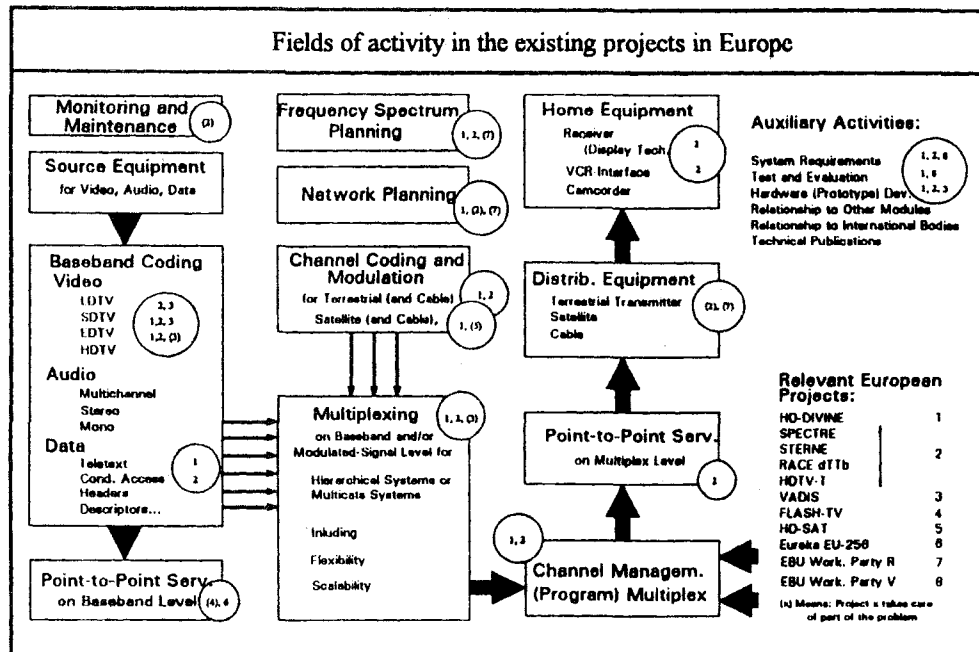 Fields of activity in the existing projects in Europe
Monitoring and
Maintenance (2)
Source Equipment
for Video, Audio, Data
Baseband Coding
Video
LDTV
SDTV
EDTV
HDTV
2, 3
1,2, 3
1,2, (3)
Audio
Multichannel
Stereo
Mono
Data
Teletext 1
Cond. Access 2
Headers
Descriptors...
Point-to-Point Serv.
on Baseband Level (4), 6
Frequency Spectrum
Planning 1, 2, (7)
Network Planning
1, (2), (7)
Channel Coding and
Modulation
for Terrestrial (and Cable) 1, 2
Satellite (and Cable), 1, (5)
Multiplexing 1, 2, (3)
on Baseband and/or
Modulated-Signal Level for
Hierarchical Systems or
Multicats Systems
Inluding
Flexibility
Scalability
Home Equipment
Receiver
(Display Tech. 2
VCR-Interface 2
Camcorder
Distrib. Equipment
Terrestrial Transmitter (2), (7)
Satellite
Cable
Point-to-Point Serv.
on Multiplex Level
1, 2
Channel Managem.
(Program) Multiplex
Auxiliary Activities:
System Requirements 1, 2, 8
Test and Evaluation 1, 6
Hardware (Prototype) Dev. 1, 2, 3
Relationship to Other Modules
Relationship to International Bodies
Technical Publications
Relevant European
Projects:
HD-DIVINE 1
SPECTRE
STERNE
2
RACE dTTb
HDTV-T
VADIS 3
FLASH-TV 4
HD-SAT 5
Eureka EU-256 6
EBU Work. Party R 7
EBU Work. Party V 8
(x) Means: Project x takes care
of part of the problem